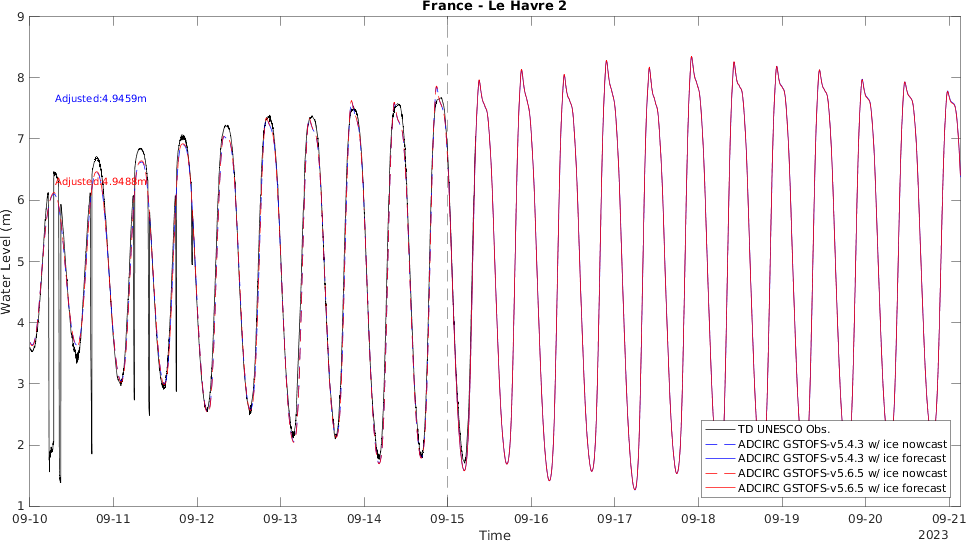 France - Le Havre 2
9
8
7
6
5
4
3
2
1
Water Level (m)
Adjusted:4.9459m
Adjusted:4.9488m
TD UNESCO Obs.
ADCIRC GSTOFS-v5.4.3 w/ ice nowcast
ADCIRC GSTOFS-v5.4.3 w/ ice forecast
ADCIRC GSTOFS-v5.6.5 w/ ice nowcast
ADCIRC GSTOFS-v5.6.5 w/ ice forecast
09-10 09-11 09-12 09-13 09-14 09-15 09-16 09-17 09-18 09-19 09-20 09-21
Time
2023